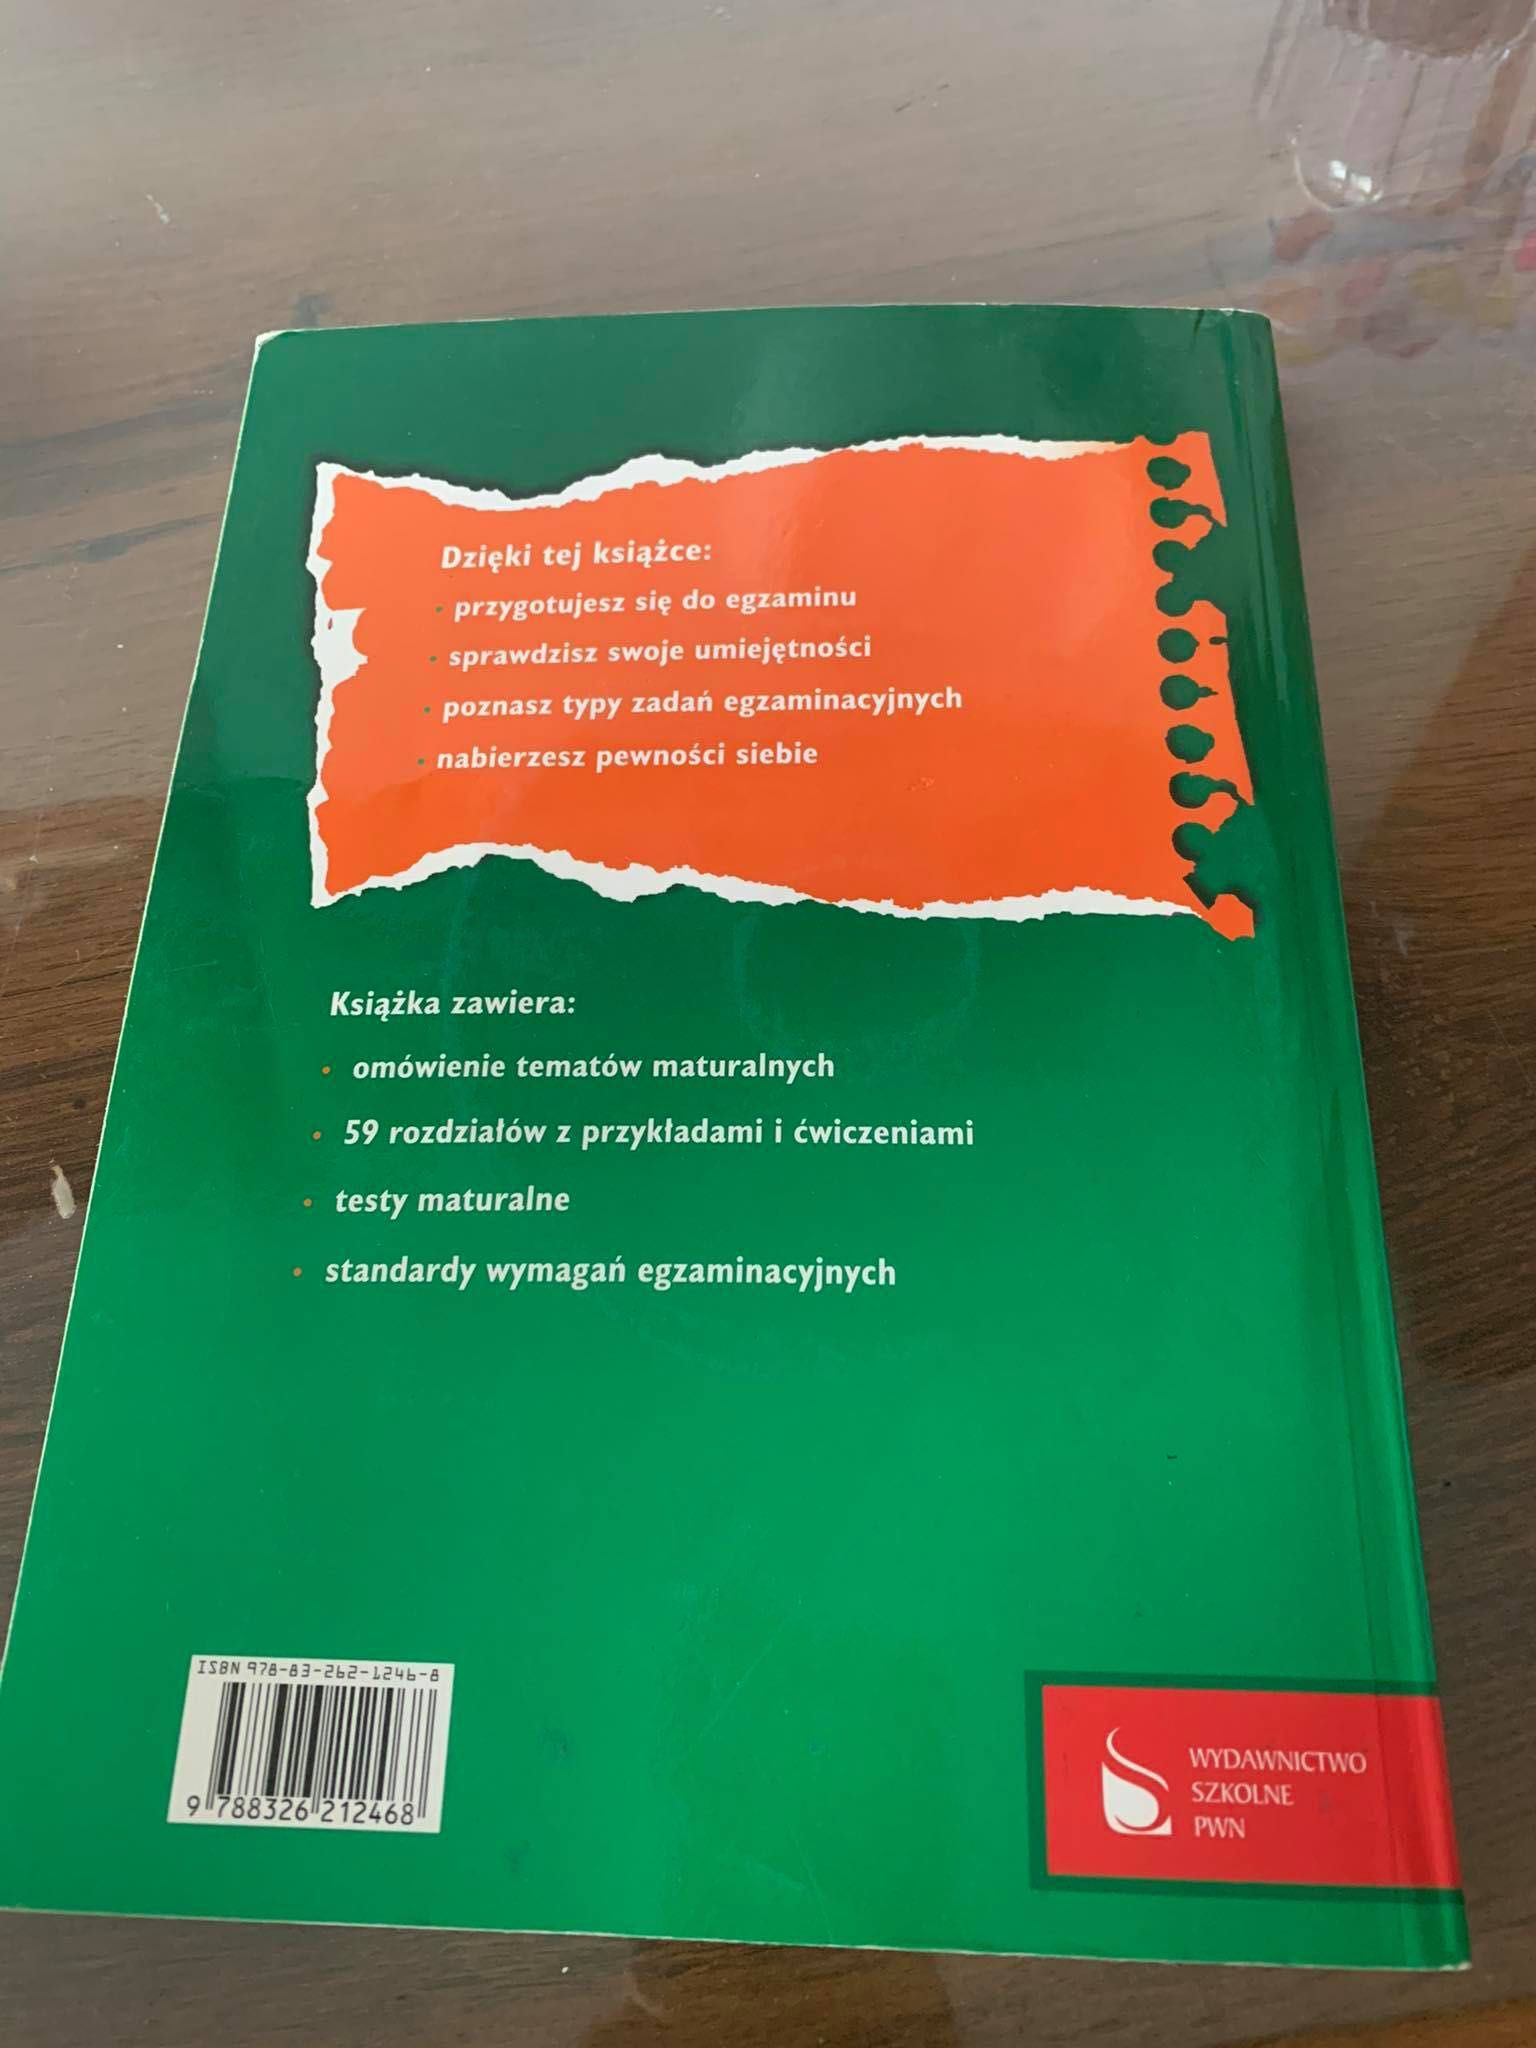 Dzięki tej książce:
• przygotujesz się do egzaminu
• sprawdzisz swoje umiejętności
• poznasz typy zadań egzaminacyjnych
• nabierzesz pewności siebie
Książka zawiera:
• omówienie tematów maturalnych
• 59 rozdziałów z przykładami i ćwiczeniami
• testy maturalne
• standardy wymagań egzaminacyjnych
ISBN 978-83-262-1246-8
9 788326 212468
WYDAWNICTWO
SZKOLNE
PWN